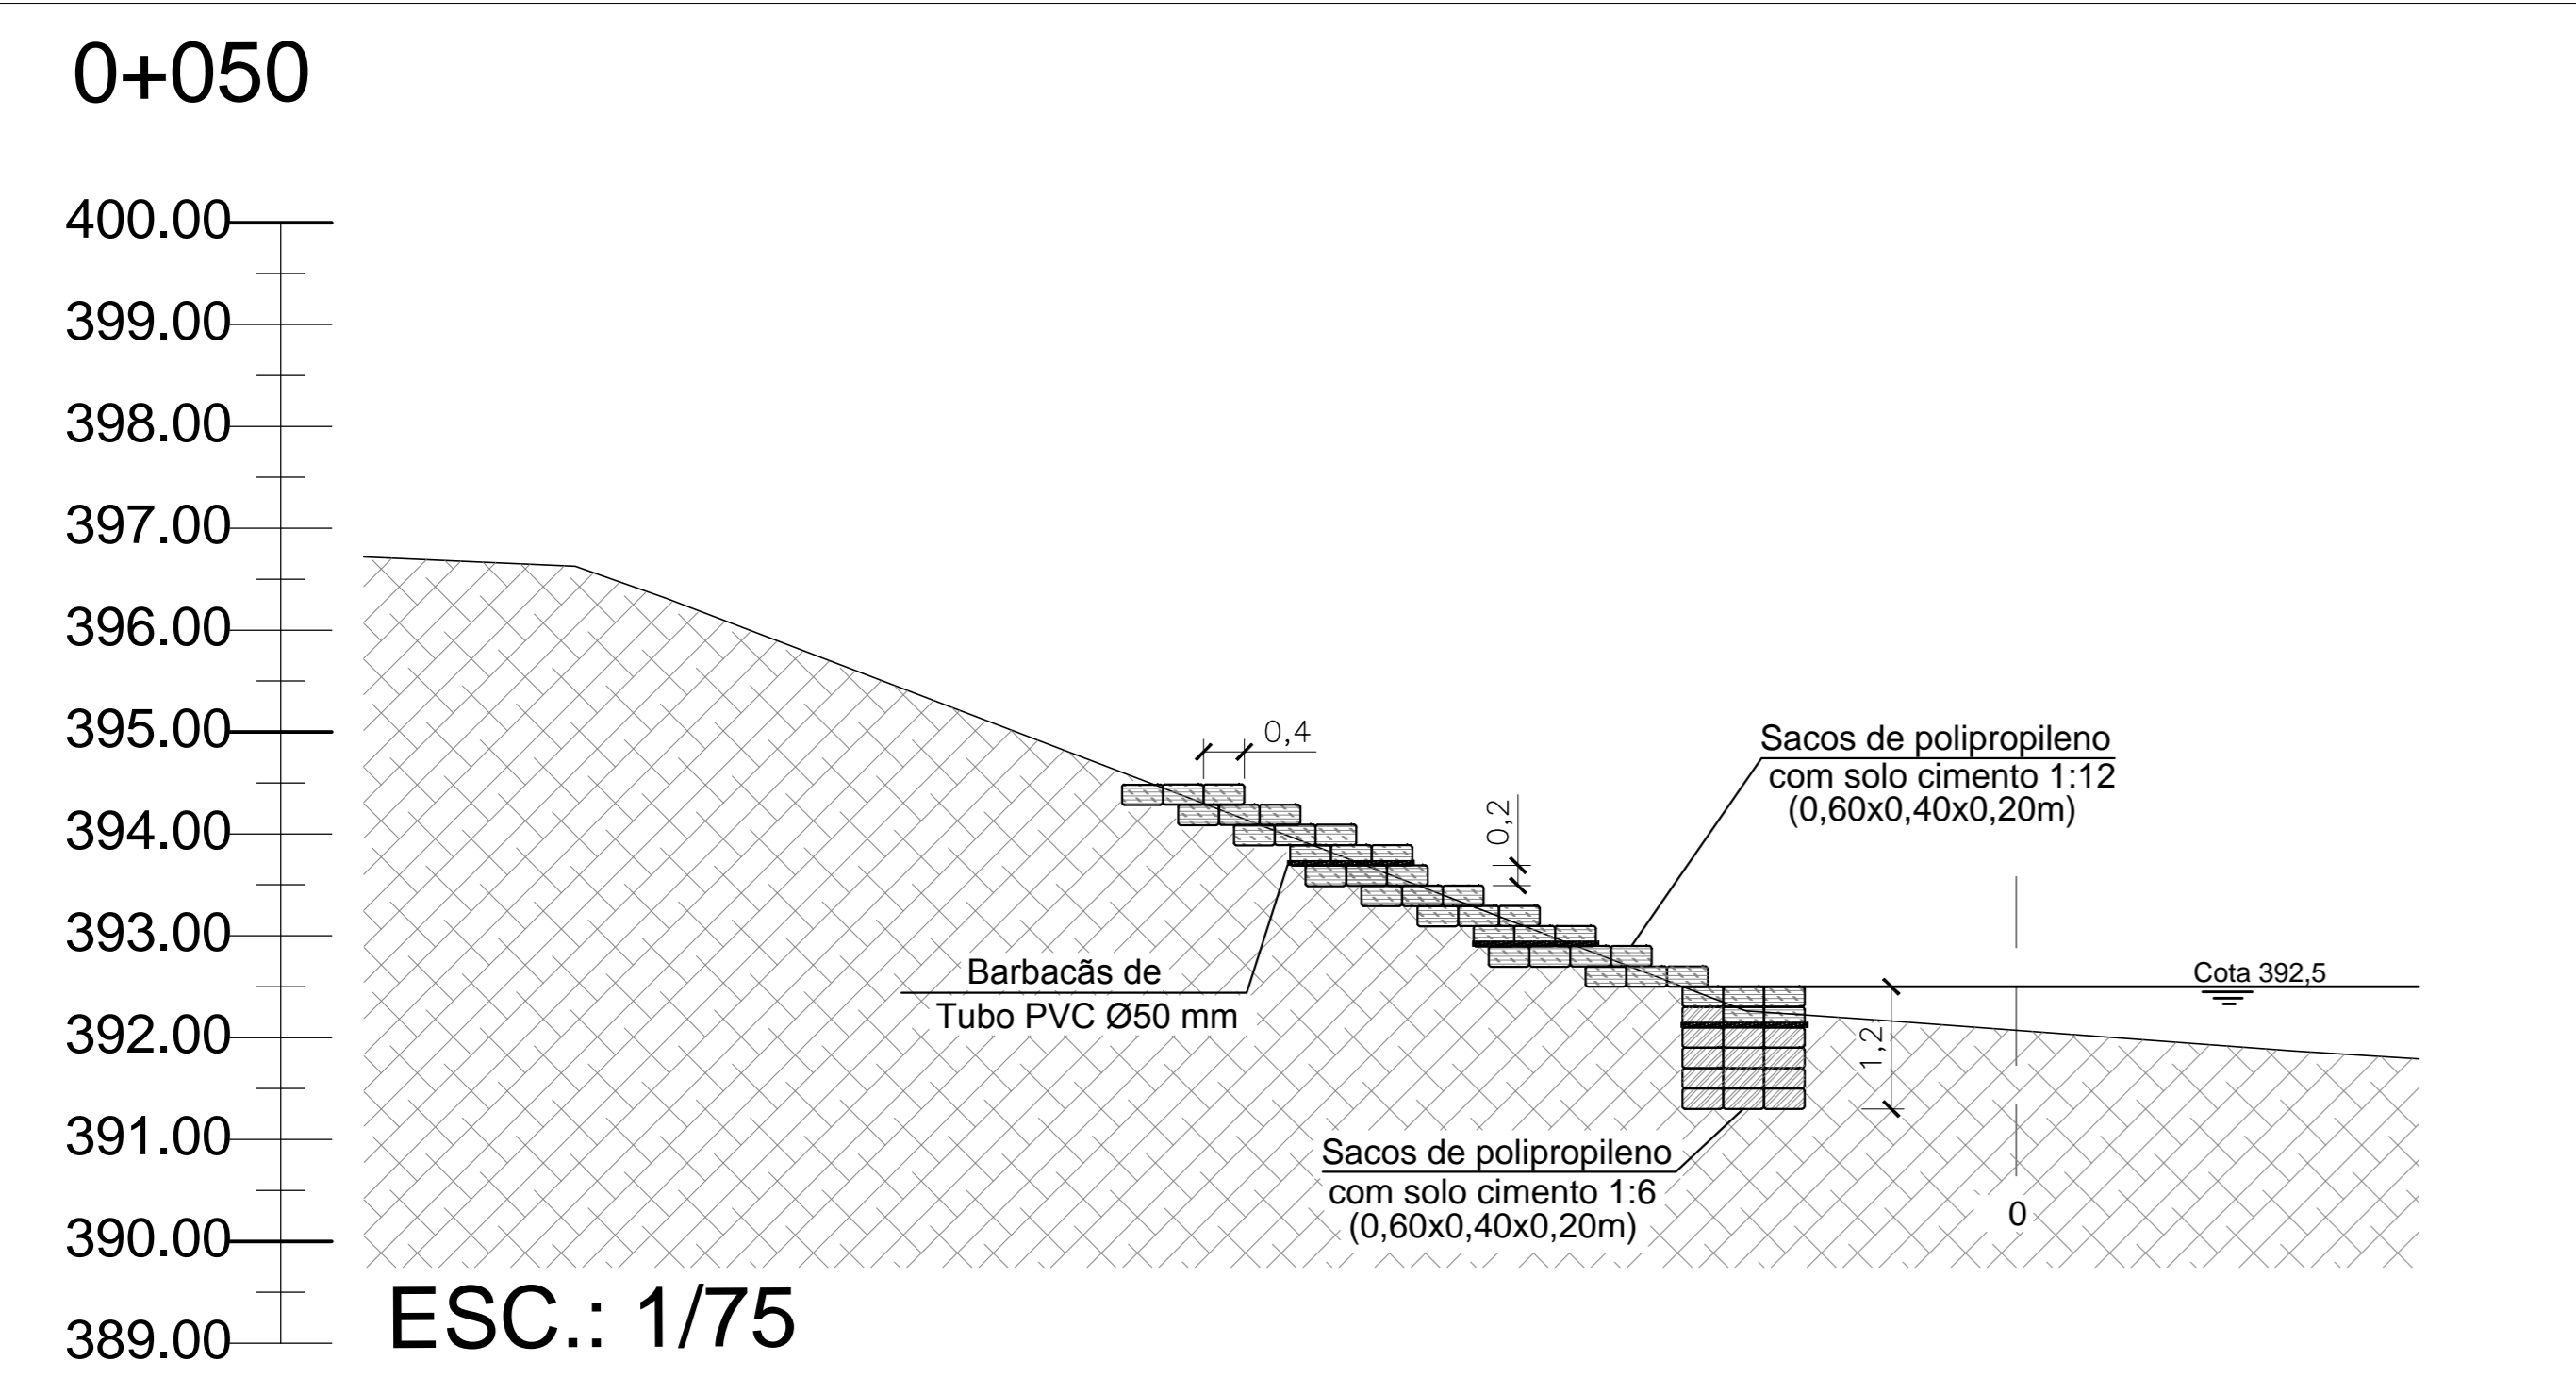 0+050
400.00
399.00
398.00
397.00
396.00
395.00
394.00
393.00
392.00
391.00
390.00
389.00
0,4
0,2
Sacos de polipropileno
com solo cimento 1:12
(0,60x0,40x0,20m)
Barbacãs de
Tubo PVC Ø50 mm
Cota 392,5
1,2
Sacos de polipropileno
com solo cimento 1:6
(0,60x0,40x0,20m)
0
ESC.: 1/75